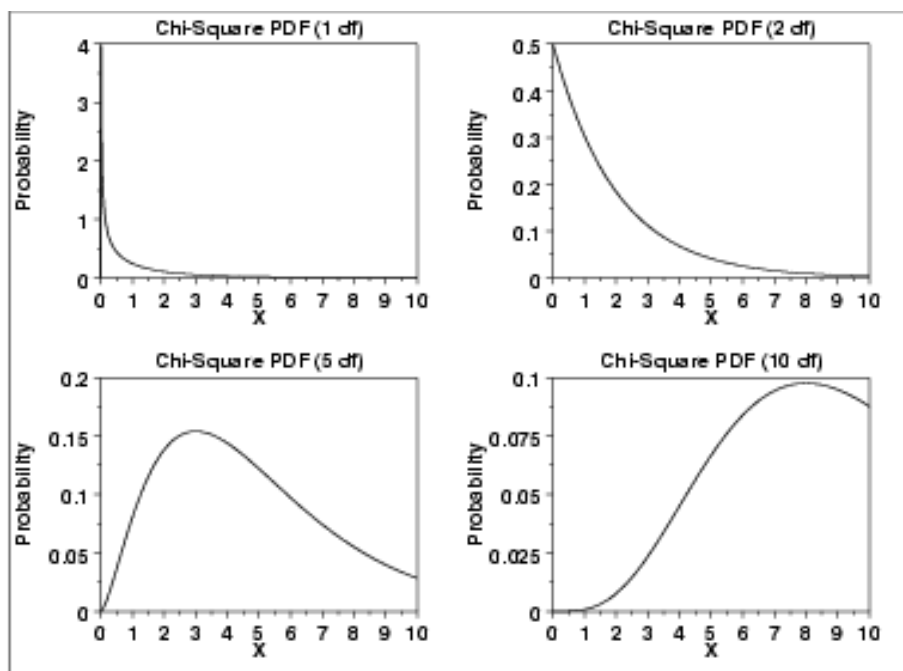 Chi-Square PDF (1 df)
4
3
2
1
0
Probability
0 1 2 3 4 5 6 7 8 9 10
X
Chi-Square PDF (2 df)
0.5
0.4
0.3
0.2
0.1
0
Probability
0 1 2 3 4 5 6 7 8 9 10
X
Chi-Square PDF (5 df)
0.2
0.15
0.1
0.05
0
Probability
0 1 2 3 4 5 6 7 8 9 10
X
Chi-Square PDF (10 df)
0.1
0.075
0.05
0.025
0
Probability
0 1 2 3 4 5 6 7 8 9 10
X